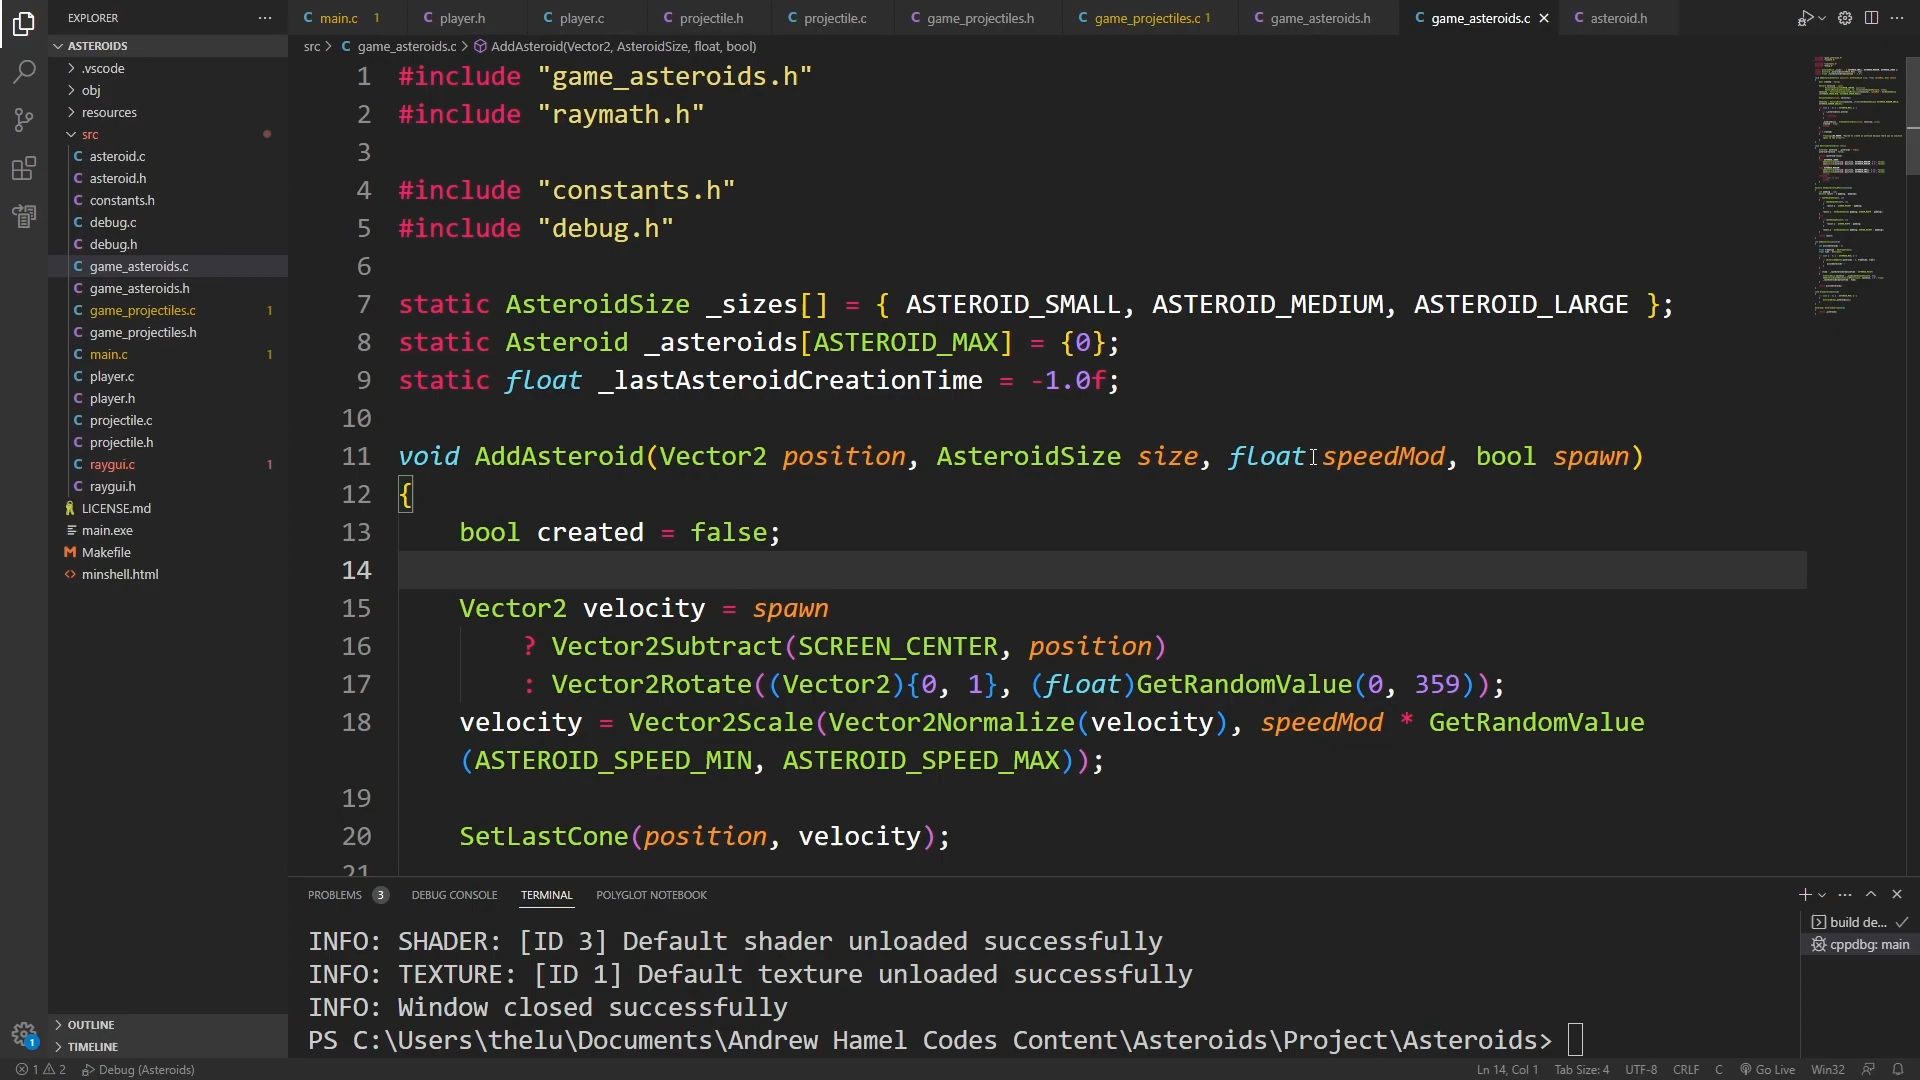 EXPLORER
main.c 1
player.h
player.c
projectile.h
projectile.c
game_projectiles.h
game_projectiles.c 1
game_asteroids.h
game_asteroids.c
asteroid.h
src > game_asteroids.c > AddAsteroid(Vector2, AsteroidSize, float, bool)
ASTEROIDS
.vscode
obj
resources
src
asteroid.c
asteroid.h
constants.h
debug.c
debug.h
game_asteroids.c
game_asteroids.h
game_projectiles.c 1
game_projectiles.h
main.c 1
player.c
player.h
projectile.c
projectile.h
raygui.c 1
raygui.h
LICENSE.md
main.exe
Makefile
minshell.html
OUTLINE
TIMELINE
1 #include "game_asteroids.h"
2 #include "raymath.h"
3
4 #include "constants.h"
5 #include "debug.h"
6
7 static AsteroidSize _sizes[] = { ASTEROID_SMALL, ASTEROID_MEDIUM, ASTEROID_LARGE };
8 static Asteroid _asteroids[ASTEROID_MAX] = {0};
9 static float _lastAsteroidCreationTime = -1.0f;
10
11 void AddAsteroid(Vector2 position, AsteroidSize size, float speedMod, bool spawn)
12 {
13 bool created = false;
14
15 Vector2 velocity = spawn
16 ? Vector2Subtract(SCREEN_CENTER, position)
17 : Vector2Rotate((Vector2){0, 1}, (float)GetRandomValue(0, 359));
18 velocity = Vector2Scale(Vector2Normalize(velocity), speedMod * GetRandomValue
(ASTEROID_SPEED_MIN, ASTEROID_SPEED_MAX));
19
20 SetLastCone(position, velocity);
21
PROBLEMS 3 DEBUG CONSOLE TERMINAL POLYGLOT NOTEBOOK
INFO: SHADER: [ID 3] Default shader unloaded successfully
INFO: TEXTURE: [ID 1] Default texture unloaded successfully
INFO: Window closed successfully
PS C:\Users\thelu\Documents\Andrew Hamel Codes Content\Asteroids\Project\Asteroids>
build de...
cppdbg: main
1
1 2 Debug (Asteroids) Ln 14, Col 1 Tab Size: 4 UTF-8 CRLF C Go Live Win32